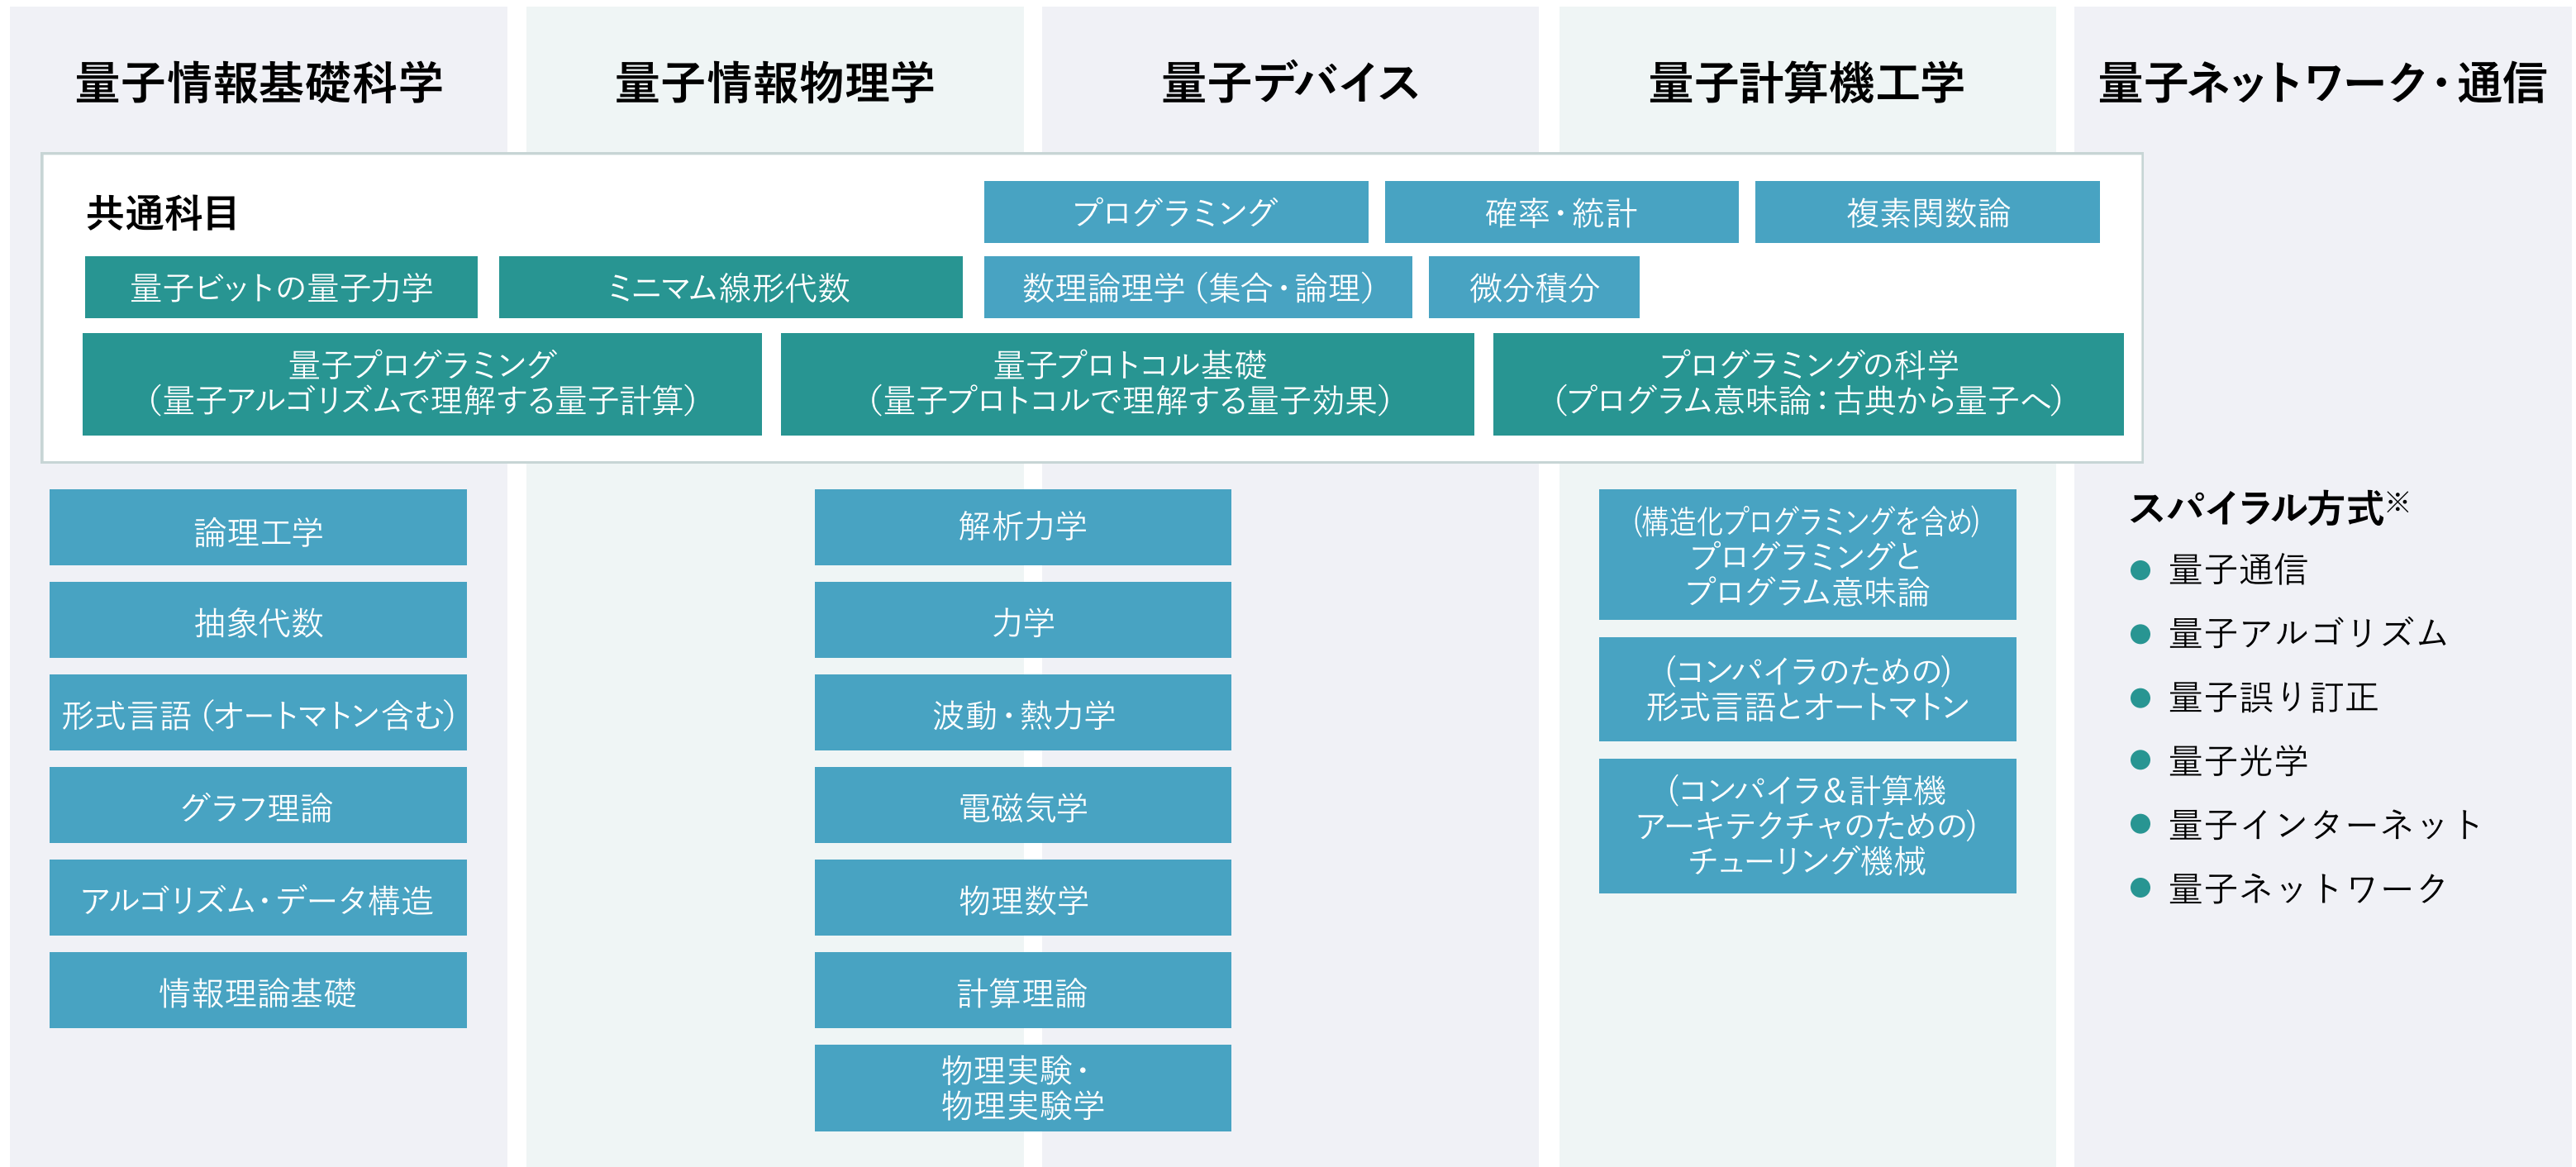 量子情報基礎科学
量子情報物理学
量子デバイス
量子計算機工学
量子ネットワーク・通信
共通科目
プログラミング
確率・統計
複素関数論
量子ビットの量子力学
ミニマム線形代数
数理論理学（集合・論理）
微分積分
量子プログラミング
（量子アルゴリズムで理解する量子計算）
量子プロトコル基礎
（量子プロトコルで理解する量子効果）
プログラミングの科学
（プログラム意味論：古典から量子へ）
論理工学
抽象代数
形式言語（オートマトン含む）
グラフ理論
アルゴリズム・データ構造
情報理論基礎
解析力学
力学
波動・熱力学
電磁気学
物理数学
計算理論
物理実験・
物理実験学
（構造化プログラミングを含め）
プログラミングと
プログラム意味論
（コンパイラのための）
形式言語とオートマトン
（コンパイラ＆計算機
アーキテクチャのための）
チューリング機械
スパイラル方式※
● 量子通信
● 量子アルゴリズム
● 量子誤り訂正
● 量子光学
● 量子インターネット
● 量子ネットワーク